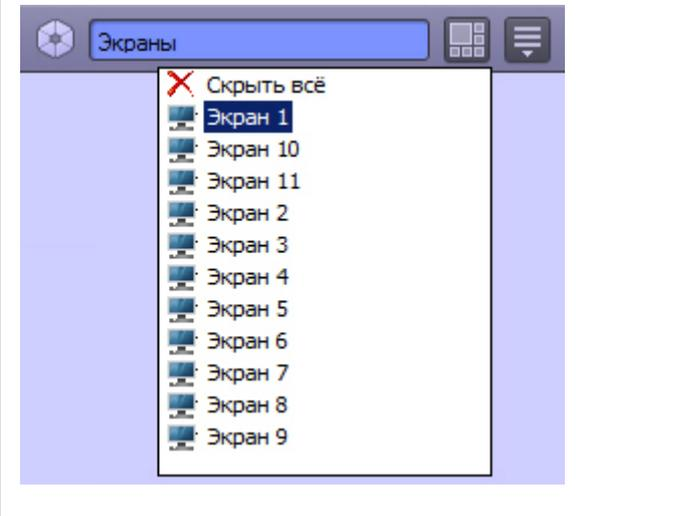 Экраны
Скрыть всё
Экран 1
Экран 10
Экран 11
Экран 2
Экран 3
Экран 4
Экран 5
Экран 6
Экран 7
Экран 8
Экран 9